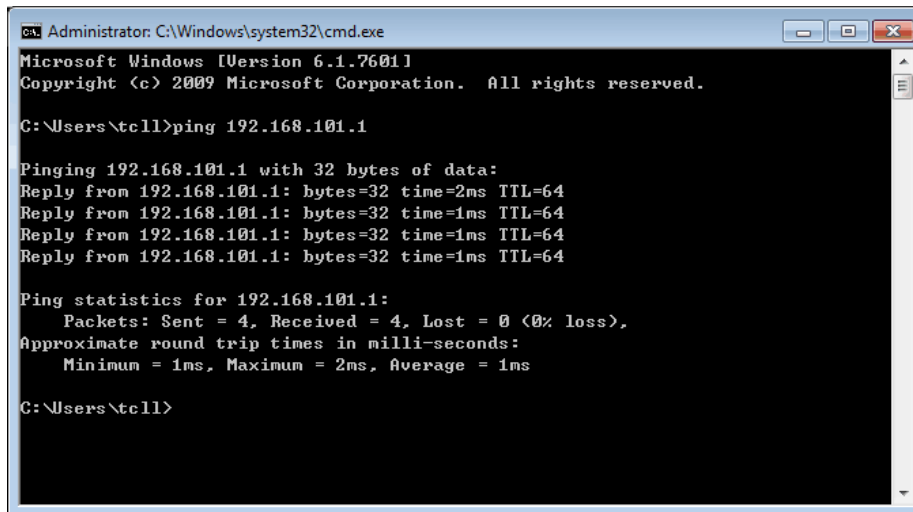 Administrator: C:\Windows\system32\cmd.exe
Microsoft Windows [Version 6.1.7601]
Copyright (c) 2009 Microsoft Corporation.  All rights reserved.
C:\Users\tcll>ping 192.168.101.1
Pinging 192.168.101.1 with 32 bytes of data:
Reply from 192.168.101.1: bytes=32 time=2ms TTL=64
Reply from 192.168.101.1: bytes=32 time=1ms TTL=64
Reply from 192.168.101.1: bytes=32 time=1ms TTL=64
Reply from 192.168.101.1: bytes=32 time=1ms TTL=64
Ping statistics for 192.168.101.1:
    Packets: Sent = 4, Received = 4, Lost = 0 (0% loss),
Approximate round trip times in milli-seconds:
    Minimum = 1ms, Maximum = 2ms, Average = 1ms
C:\Users\tcll>